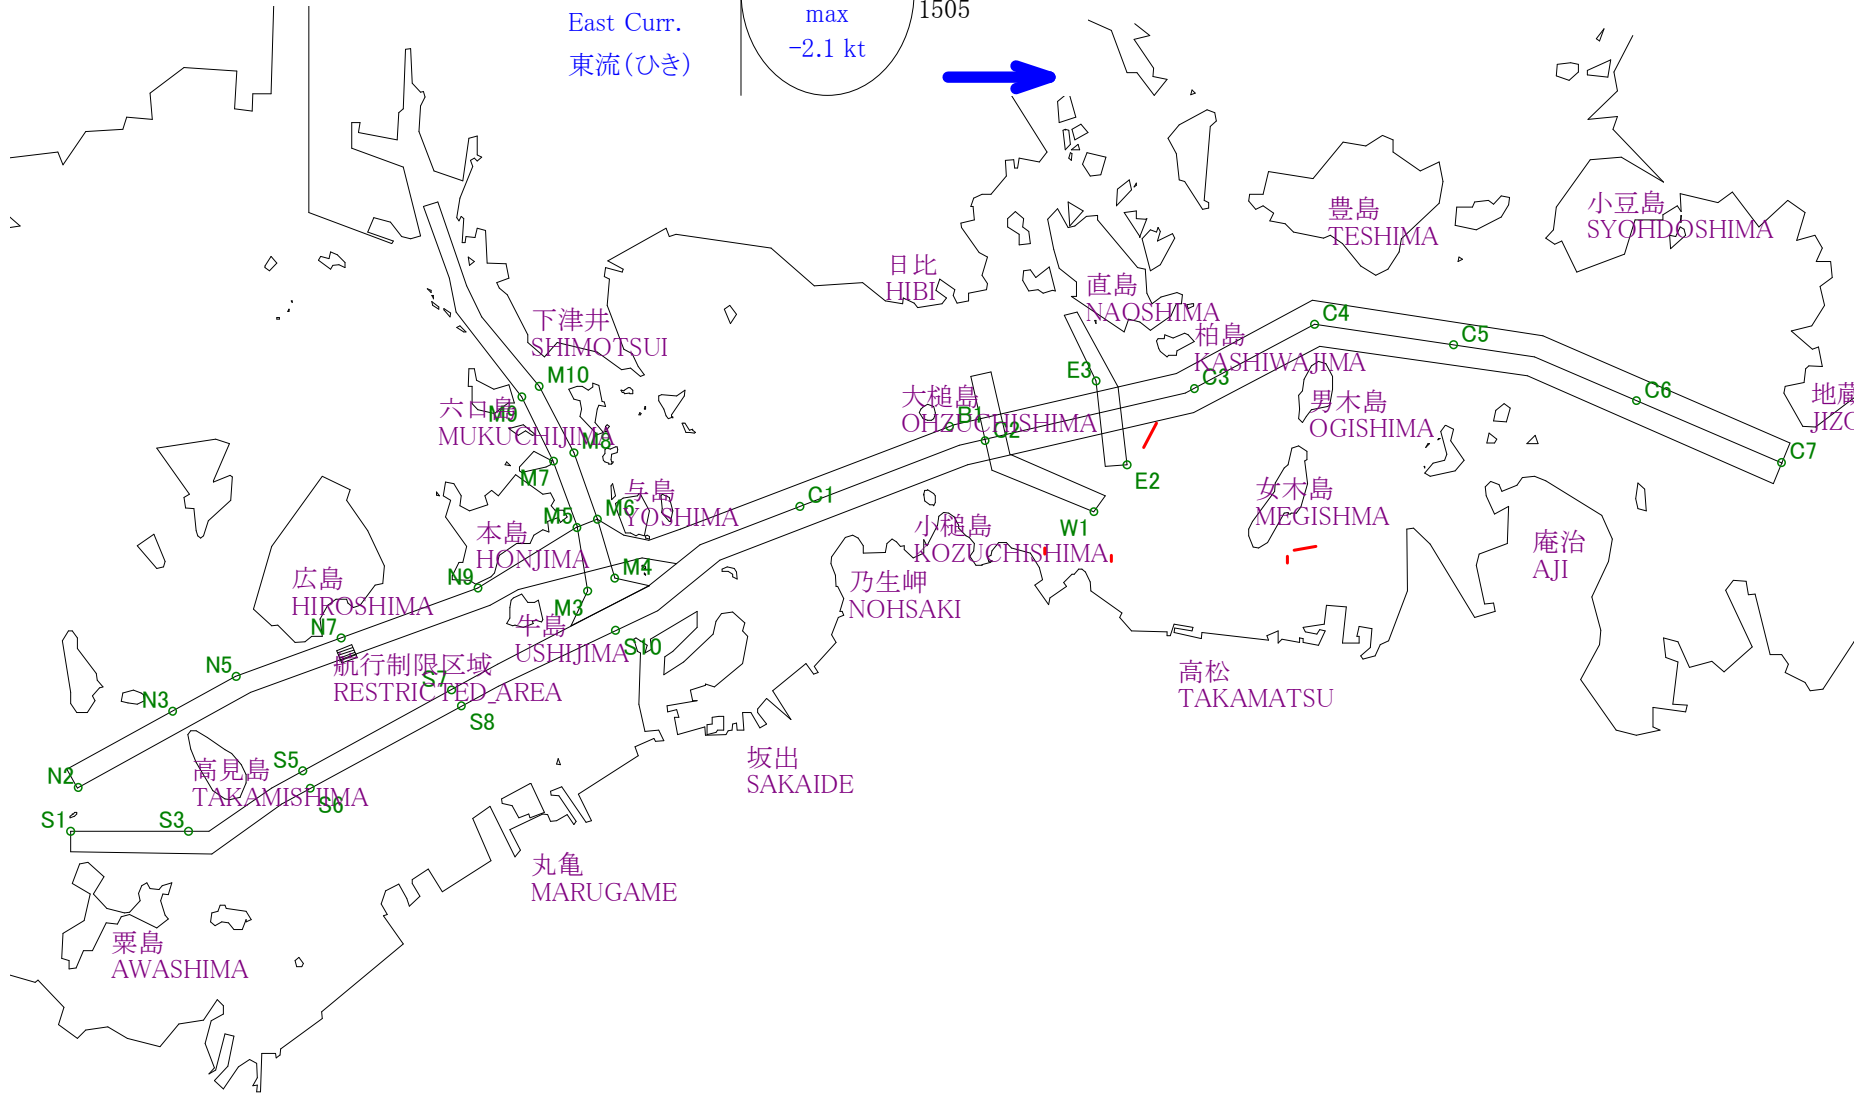 East Curr.
東流(ひき)
max
-2.1 kt
1505
豊島
TESHIMA
小豆島
SYOHDOSHIMA
日比
HIBI
直島
NAOSHIMA
下津井
SHIMOTSUI
柏島
KASHIWAJIMA
C4
C5
C6
C7
C3
E3
E2
M10
M9
六口島
MUKUCHIJIMA
M8
M7
大槌島
OHZUCHISHIMA
B1
C2
男木島
OGISHIMA
女木島
MEGISHMA
与島
YOSHIMA
C1
M6
M5
W1
本島
HONJIMA
小槌島
KOZUCHISHIMA
庵治
AJI
広島
HIROSHIMA
N9
M4
M3
乃生岬
NOHSAKI
牛島
USHIJIMA
S10
N7
N5
航行制限区域
RESTRICTED_AREA
S7
S8
N3
高松
TAKAMATSU
N2
高見島
TAKAMISHIMA
S5
S6
坂出
SAKAIDE
S1
S3
丸亀
MARUGAME
粟島
AWASHIMA